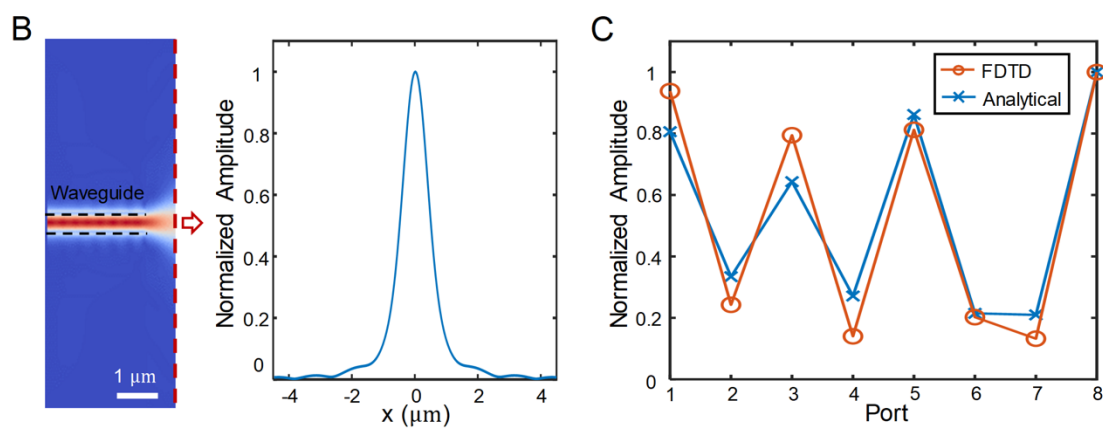 B
Waveguide
1 μm
Normalized Amplitude
1
0.8
0.6
0.4
0.2
0
-4
-2
0
2
4
x (μm)
C
Normalized Amplitude
1
0.8
0.6
0.4
0.2
0
FDTD
Analytical
1
2
3
4
5
6
7
8
Port